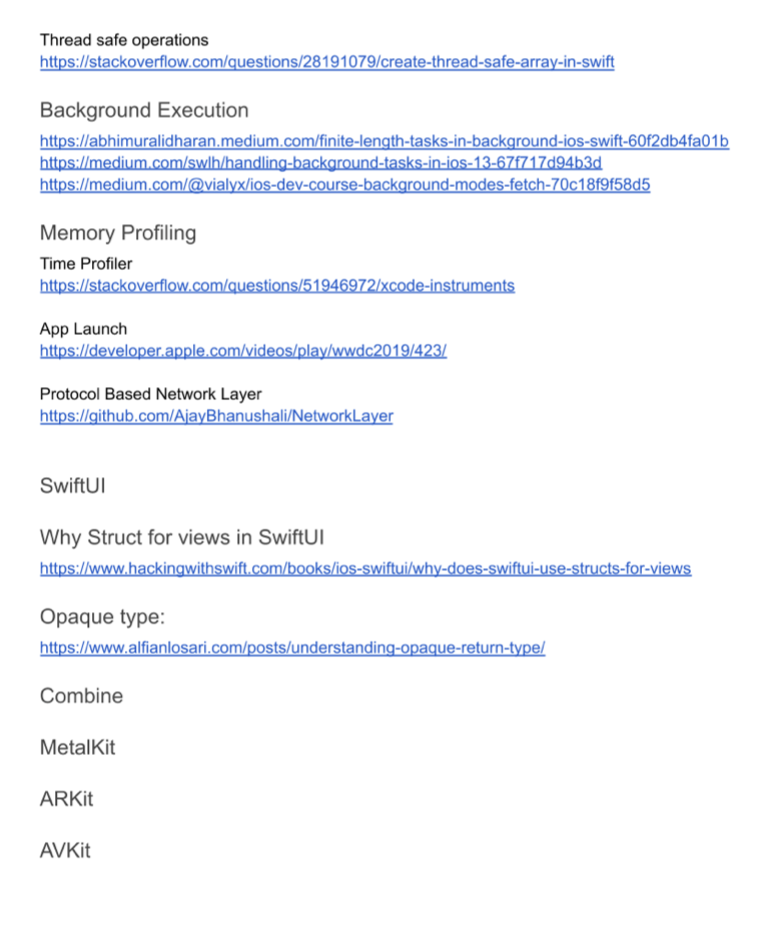 Thread safe operations
https://stackoverflow.com/questions/28191079/create-thread-safe-array-in-swift
Background Execution
https://abhimuralidharan.medium.com/finite-length-tasks-in-background-ios-swift-60f2db4fa01b
https://medium.com/swlh/handling-background-tasks-in-ios-13-67f717d94b3d
https://medium.com/@vialyx/ios-dev-course-background-modes-fetch-70c18f9f58d5
Memory Profiling
Time Profiler
https://stackoverflow.com/questions/51946972/xcode-instruments
App Launch
https://developer.apple.com/videos/play/wwdc2019/423/
Protocol Based Network Layer
https://github.com/AjayBhanushali/NetworkLayer
SwiftUI
Why Struct for views in SwiftUI
https://www.hackingwithswift.com/books/ios-swiftui/why-does-swiftui-use-structs-for-views
Opaque type:
https://www.alfianlosari.com/posts/understanding-opaque-return-type/
Combine
MetalKit
ARKit
AVKit